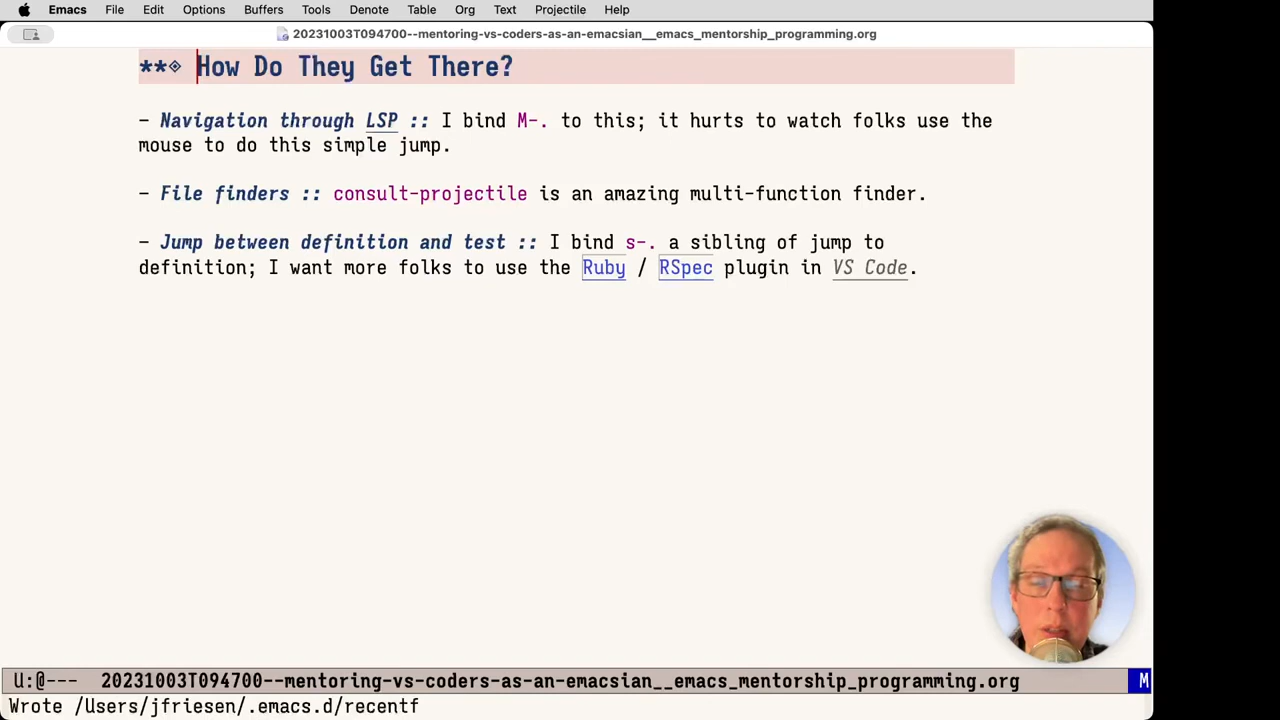 Emacs File Edit Options Buffers Tools Denote Table Org Text Projectile Help
20231003T094700--mentoring-vs-coders-as-an-emacsian__emacs_mentorship_programming.org
**◈ How Do They Get There?
- Navigation through LSP :: I bind M-. to this; it hurts to watch folks use the
mouse to do this simple jump.
- File finders :: consult-projectile is an amazing multi-function finder.
- Jump between definition and test :: I bind s-. a sibling of jump to
definition; I want more folks to use the Ruby / RSpec plugin in VS Code.
U:@--- 20231003T094700--mentoring-vs-coders-as-an-emacsian__emacs_mentorship_programming.org M
Wrote /Users/jfriesen/.emacs.d/recentf